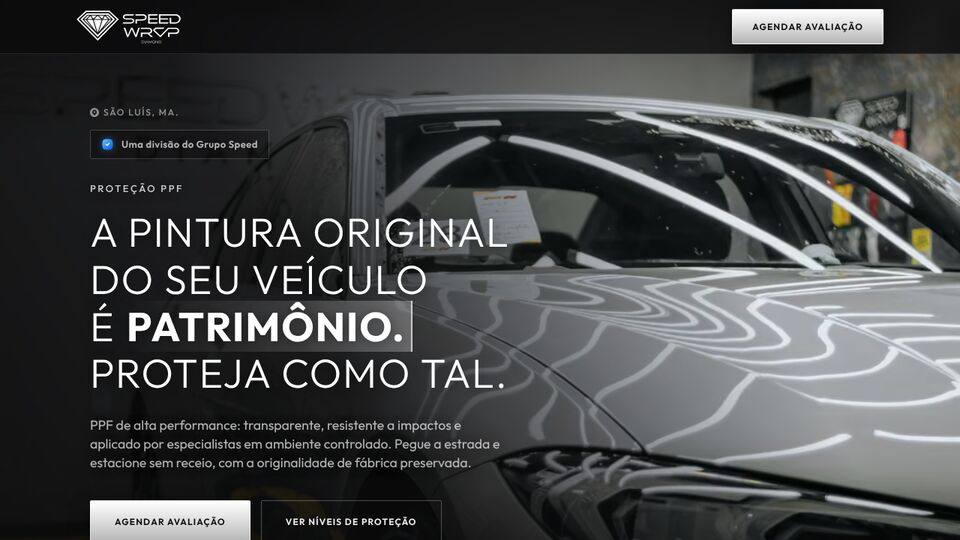 SPEED
WRAP
DIAMOND
AGENDAR AVALIAÇÃO
SÃO LUÍS, MA.
Uma divisão do Grupo Speed
PROTEÇÃO PPF
A PINTURA ORIGINAL
DO SEU VEÍCULO
É PATRIMÔNIO.
PROTEJA COMO TAL.
PPF de alta performance: transparente, resistente a impactos e
aplicado por especialistas em ambiente controlado. Pegue a estrada e
estacione sem receio, com a originalidade de fábrica preservada.
AGENDAR AVALIAÇÃO
VER NÍVEIS DE PROTEÇÃO